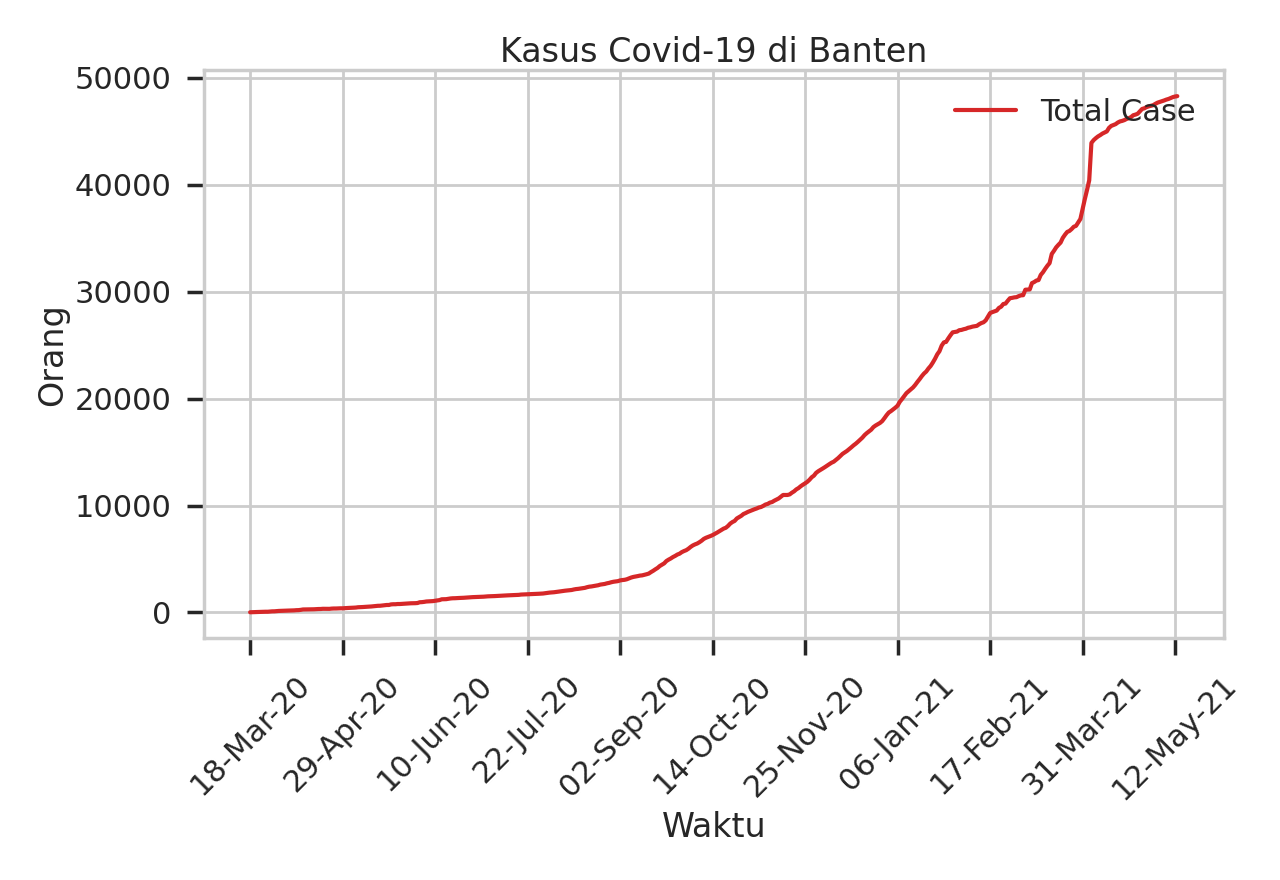 Kasus Covid-19 di Banten
50000
40000
30000
20000
10000
0
Orang
Total Case
18-Mar-20
29-Apr-20
10-Jun-20
22-Jul-20
02-Sep-20
14-Oct-20
25-Nov-20
06-Jan-21
17-Feb-21
31-Mar-21
12-May-21
Waktu